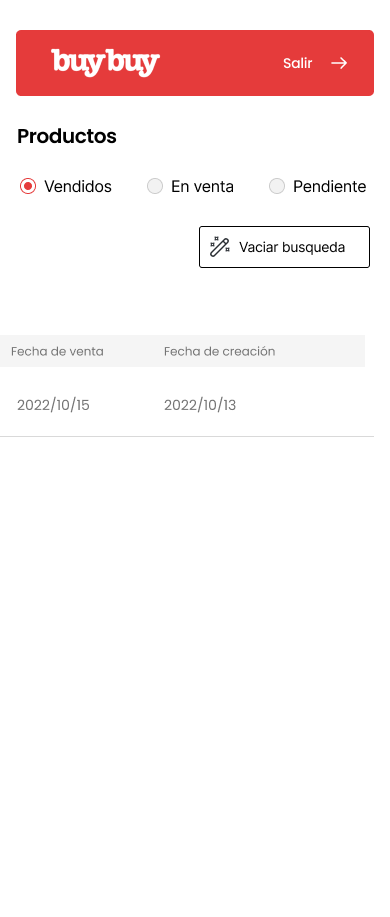 buybuy Salir
Productos
Vendidos En venta Pendiente
Vaciar busqueda
Fecha de venta Fecha de creación
2022/10/15 2022/10/13